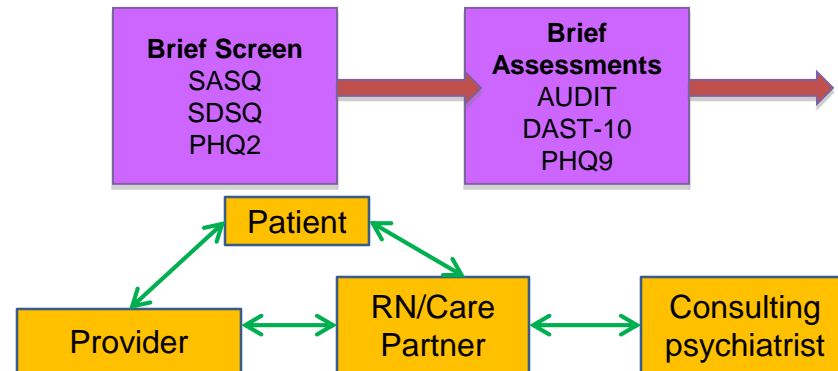 Brief Screen
SASQ
SDSQ
PHQ2
Brief
Assessments
AUDIT
DAST-10
PHQ9
Patient
Provider
RN/Care
Partner
Consulting
psychiatrist